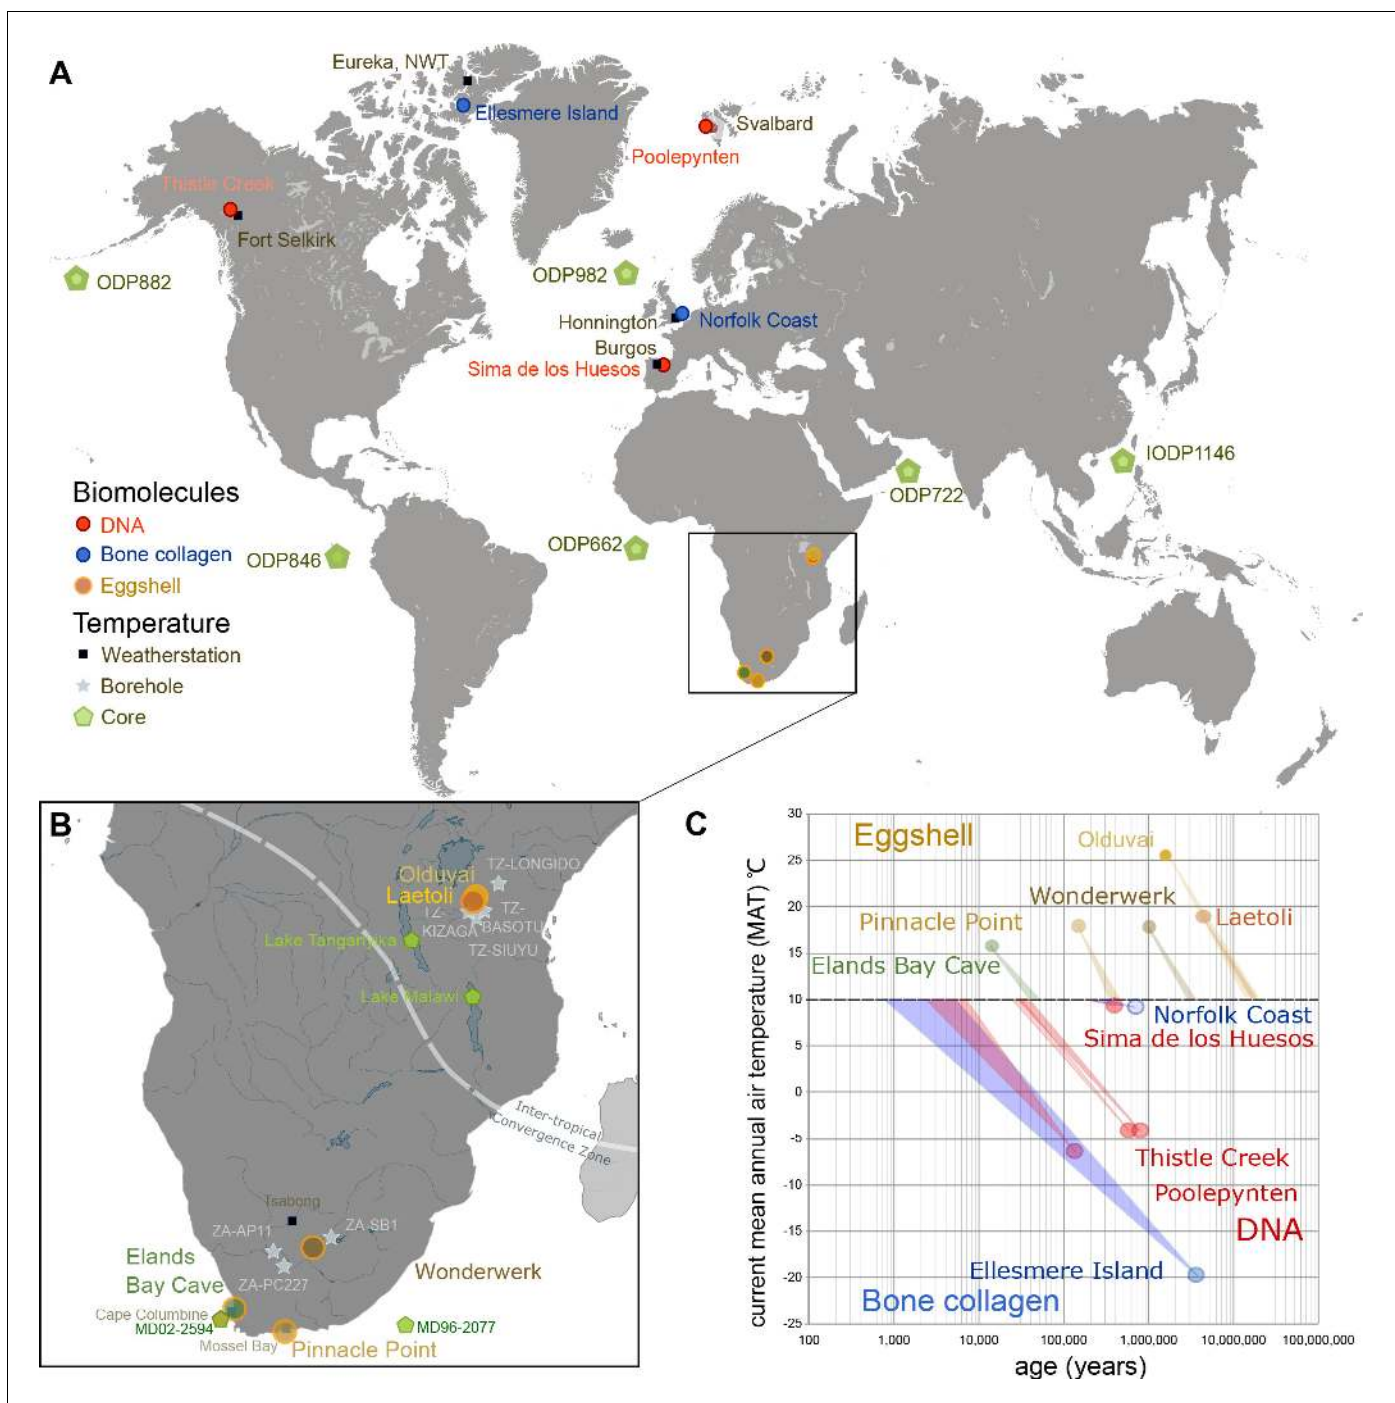 A
Eureka, NWT
Ellesmere Island
Svalbard
Poolepynten
Thistle Creek
Fort Selkirk
ODP882
ODP982
Honnington
Norfolk Coast
Burgos
Sima de los Huesos
IODP1146
ODP722
ODP846
ODP662
Biomolecules
DNA
Bone collagen
Eggshell
Temperature
Weatherstation
Borehole
Core
B
TZ-LONGIDO
Olduvai
Laetoli
TZ-
KIZAGA
TZ-
BASOTU
TZ-SIUYU
Lake Tanganyika
Lake Malawi
Inter-tropical
Convergence Zone
Tsabong
ZA-AP11
ZA-SB1
ZA-PC227
Elands
Bay Cave
Wonderwerk
Cape Columbine
MD02-2594
MD96-2077
Mossel Bay
Pinnacle Point
C
current mean annual air temperature (MAT) °C
30
25
20
15
10
5
0
-5
-10
-15
-20
-25
Eggshell
Olduvai
Wonderwerk
Pinnacle Point
Laetoli
Elands Bay Cave
Norfolk Coast
Sima de los Huesos
Thistle Creek
Poolepynten
DNA
Ellesmere Island
Bone collagen
100
1,000
10,000
100,000
1,000,000
10,000,000
100,000,000
age (years)